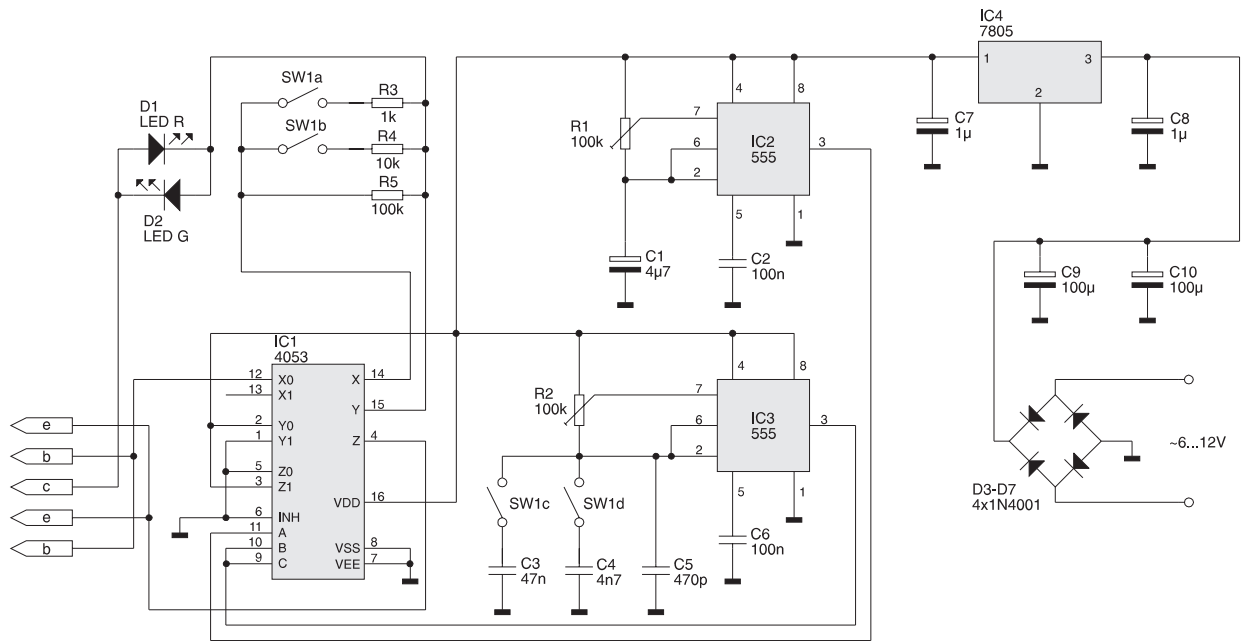 IC4
7805
1
3
2
C7
1µ
C8
1µ
SW1a
R3
1k
SW1b
R4
10k
R5
100k
D1
LED R
D2
LED G
R1
100k
4
8
7
6
2
IC2
555
3
5
1
C1
4µ7
C2
100n
C9
100µ
C10
100µ
IC1
4053
12
13
2
1
5
3
6
11
10
9
X0
X1
Y0
Y1
Z0
Z1
INH
A
B
C
X
Y
Z
VDD
VSS
VEE
14
15
4
16
8
7
e
b
c
e
b
R2
100k
4
8
7
6
2
IC3
555
3
5
1
SW1c
SW1d
C3
47n
C4
4n7
C5
470p
C6
100n
D3-D7
4x1N4001
~6...12V